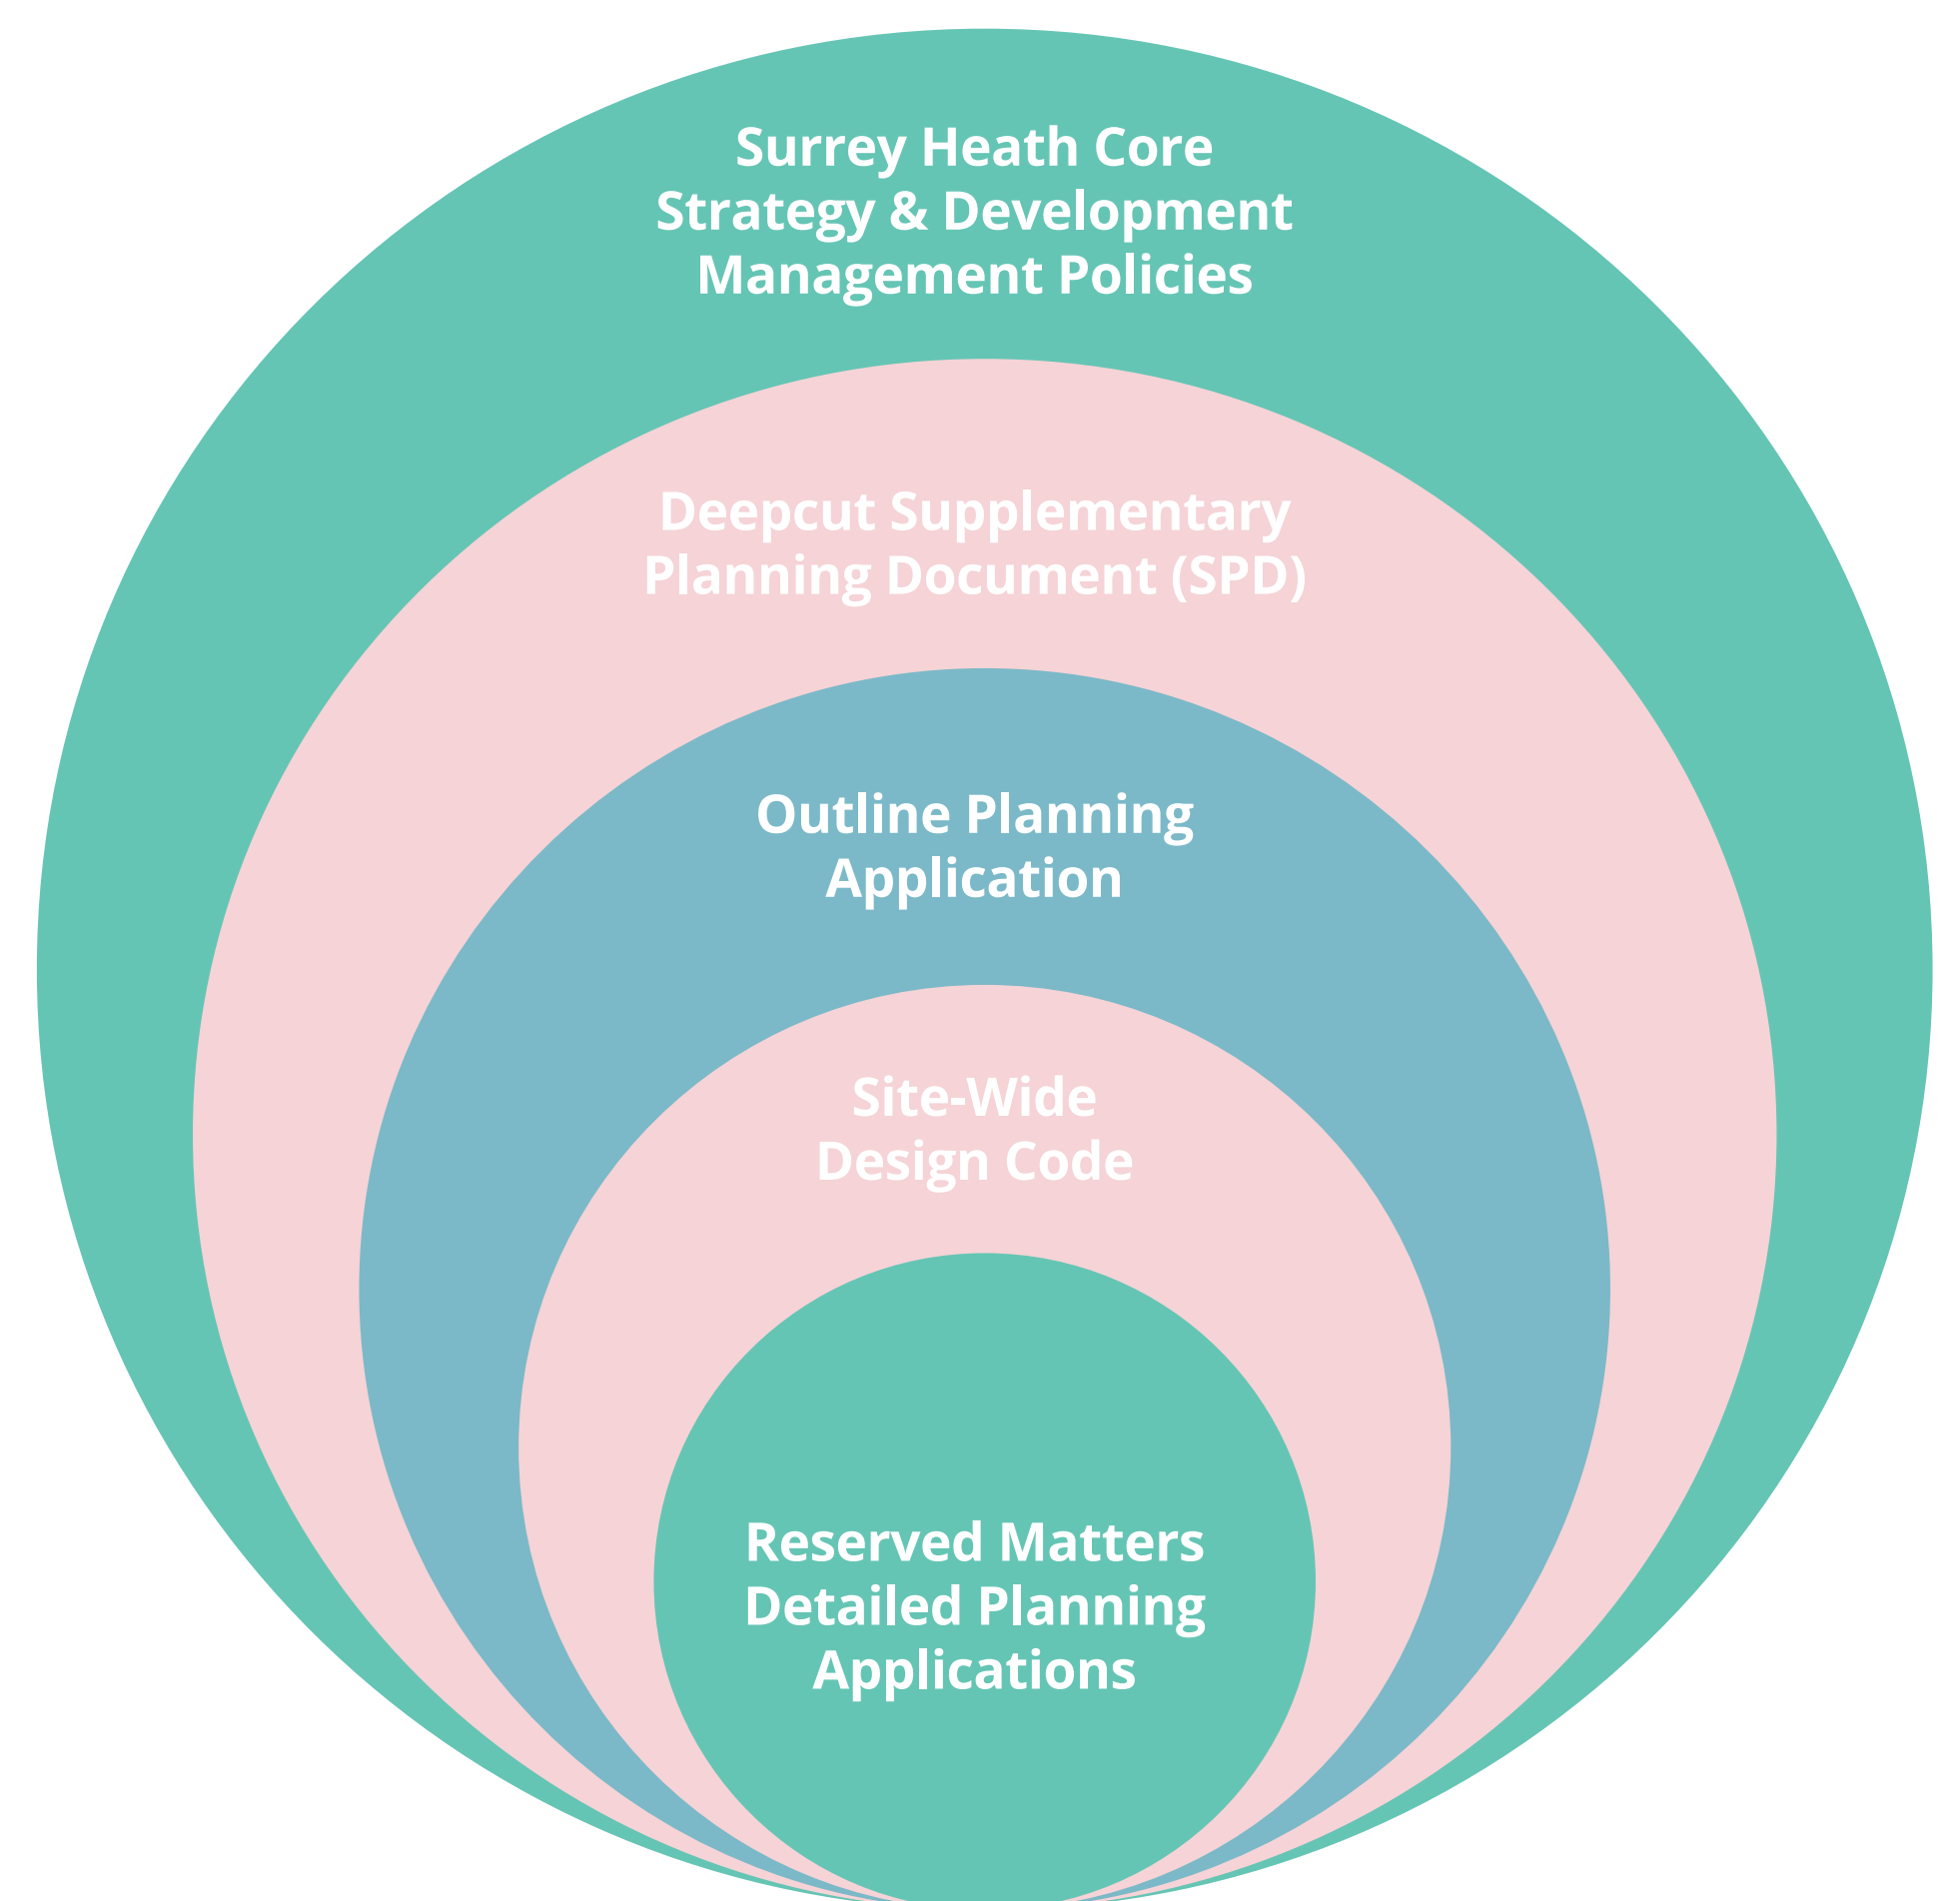 Surrey Heath Core
Strategy & Development
Management Policies
Deepcut Supplementary
Planning Document (SPD)
Outline Planning
Application
Site-Wide
Design Code
Reserved Matters
Detailed Planning
Applications